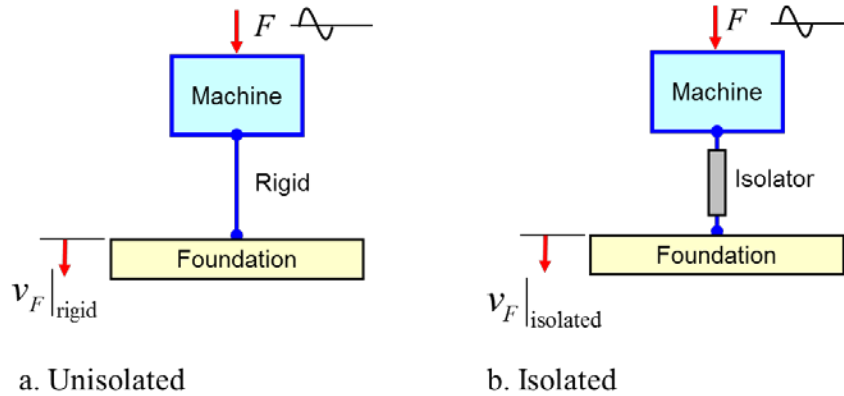 F
Machine
Rigid
Foundation
v_F|rigid
a. Unisolated
F
Machine
Isolator
Foundation
v_F|isolated
b. Isolated